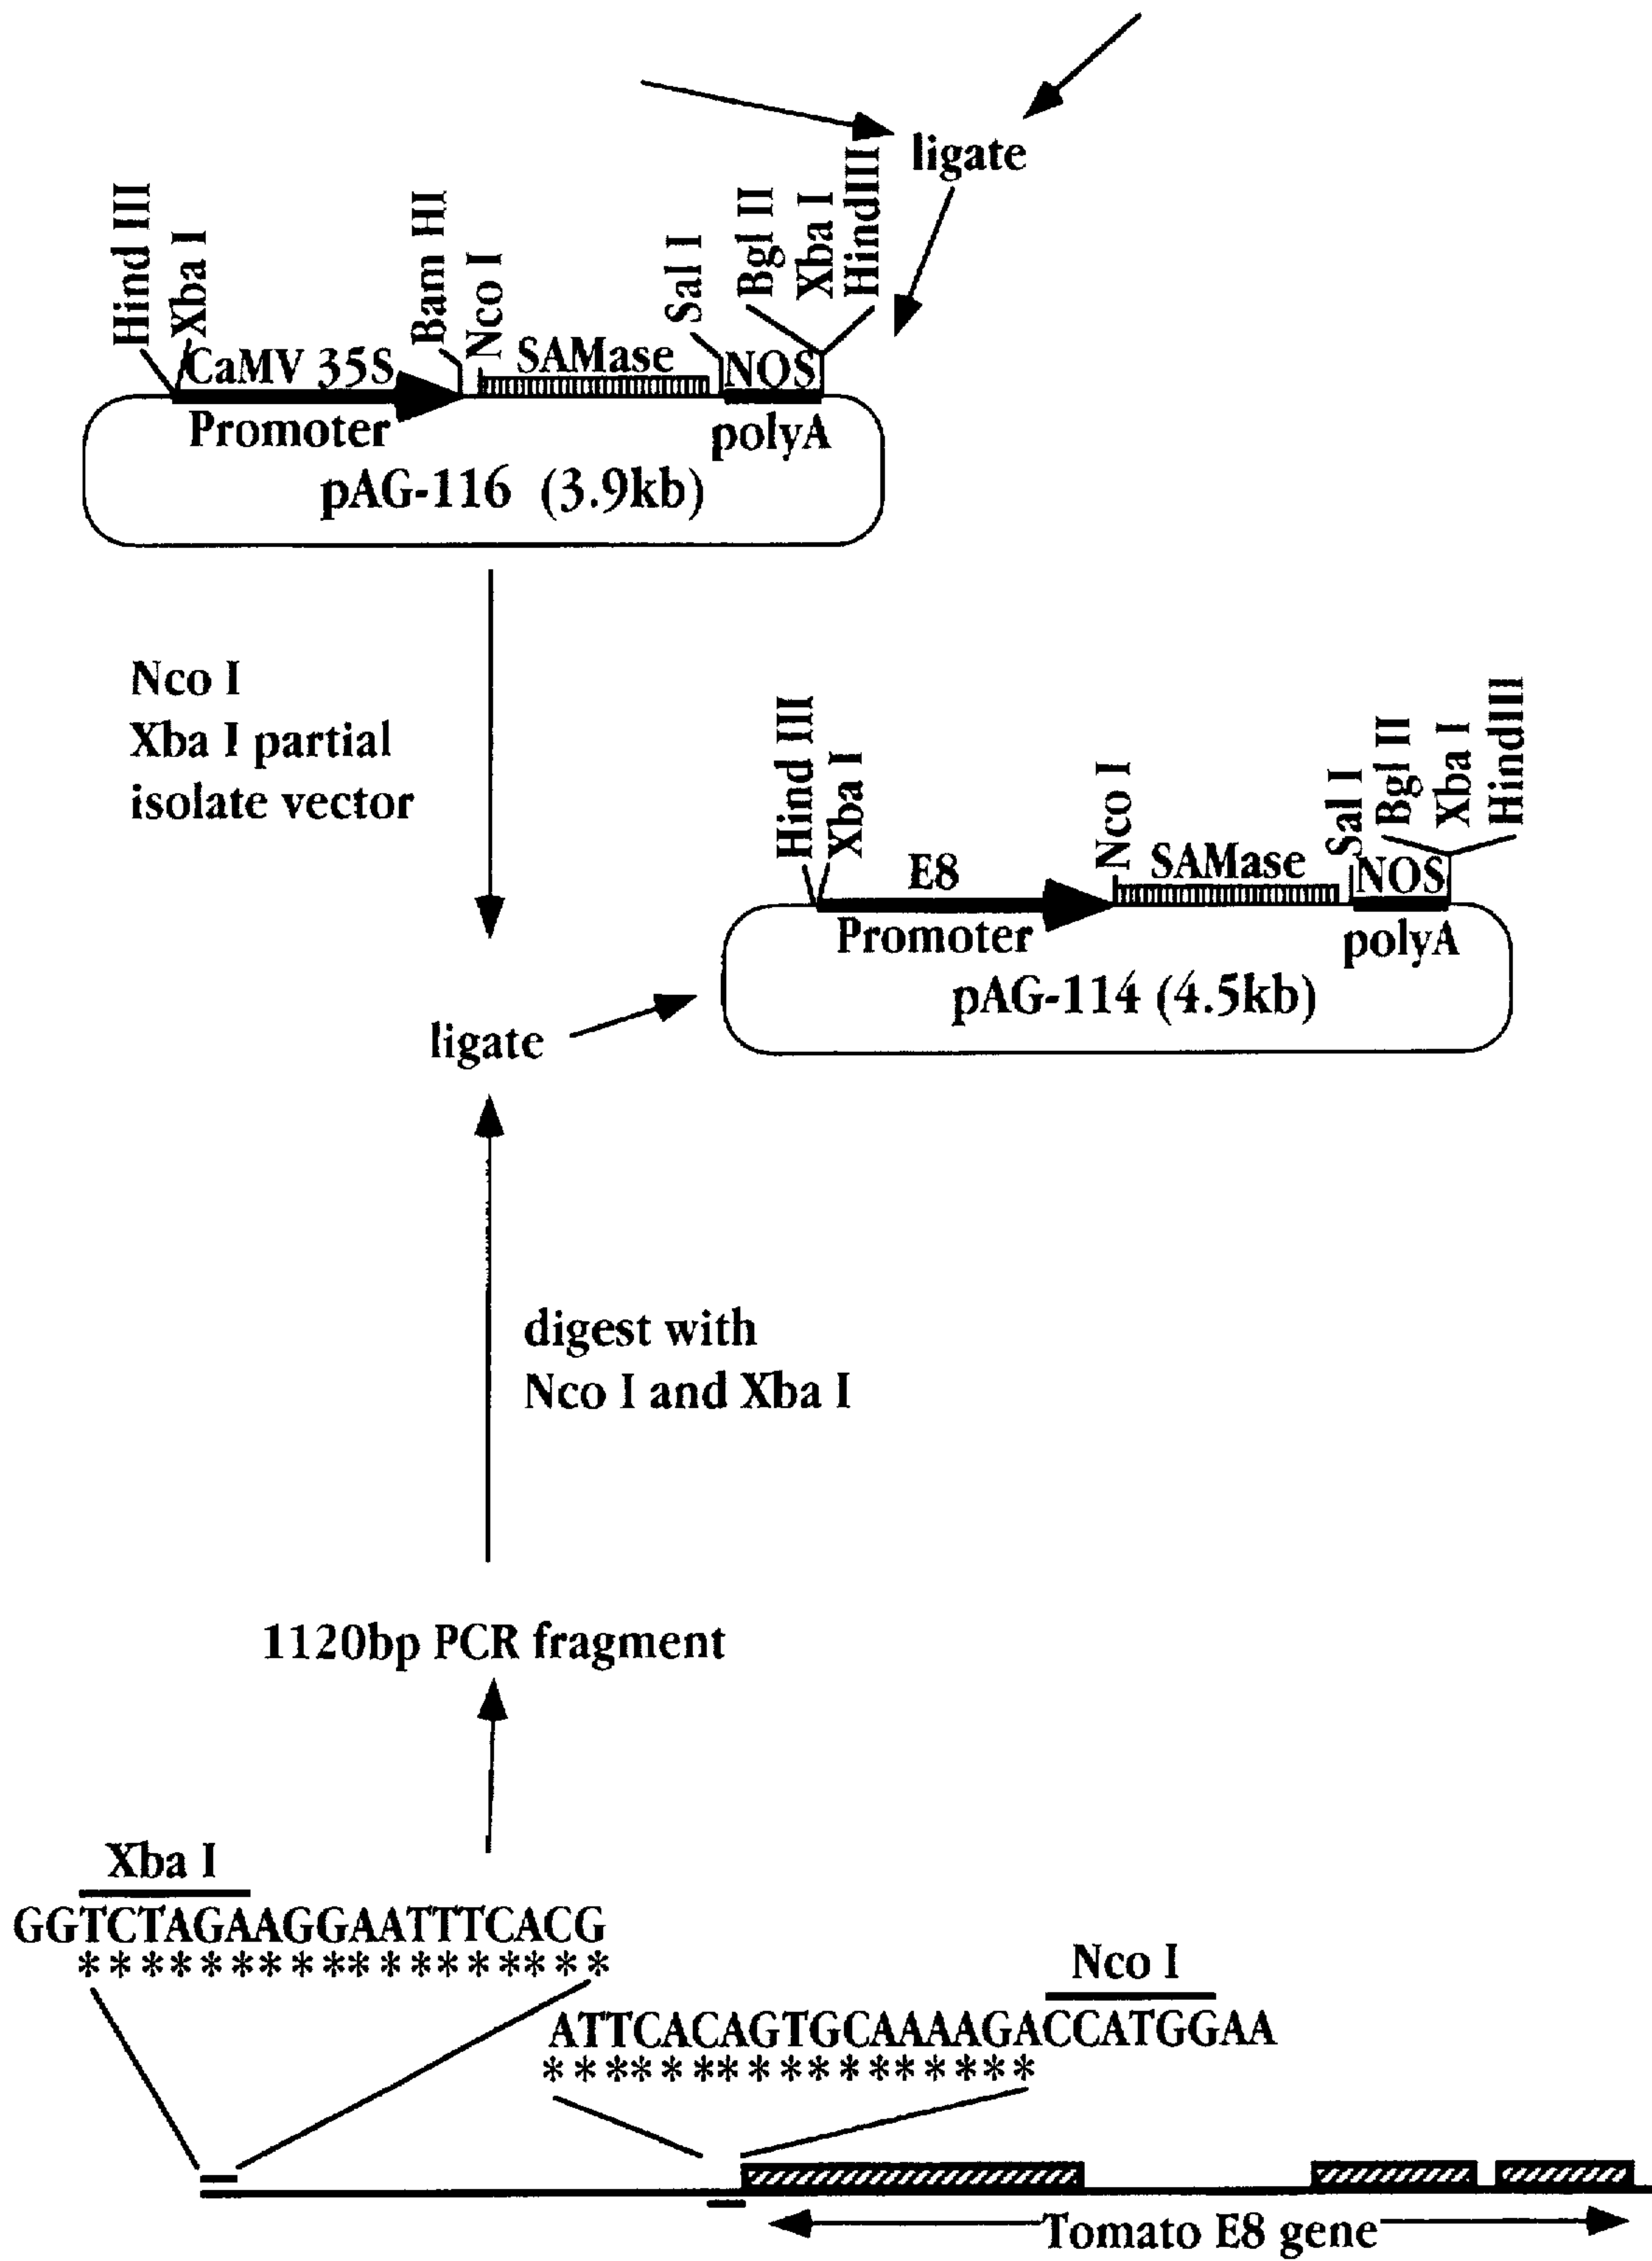 ligate
Hind III
Xba I
Bam HI
Nco I
Sal I
Bgl II
Xba I
HindIII
CaMV 35S
SAMase
NOS
Promoter
polyA
pAG-116 (3.9kb)
Nco I
Xba I partial
isolate vector
Hind III
Xba I
Nco I
Sal I
Bgl II
Xba I
HindIII
E8
SAMase
NOS
Promoter
polyA
pAG-114 (4.5kb)
ligate
digest with
Nco I and Xba I
1120bp PCR fragment
Xba I
GGTCTAGAAGGAATTTCACG
******************
Nco I
ATTCACAGTGCAAAAGACCATGGAA
*****************
Tomato E8 gene